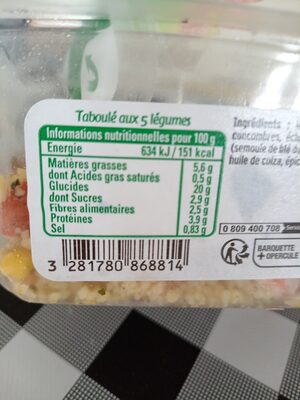 Taboulé aux 5 légumes
Informations nutritionnelles pour 100 g
Energie 634 kJ / 151 kcal
Matières grasses 5,6 g
dont Acides gras saturés 0,5 g
Glucides 20 g
dont Sucres 2,9 g
Fibres alimentaires 2,5 g
Protéines 3,9 g
Sel 0,83 g
3 281780 868814
Ingrédients :
concombres,
(semoule de blé du
huile de colza, épic
0 809 400 708
BARQUETTE
+ OPERCULE